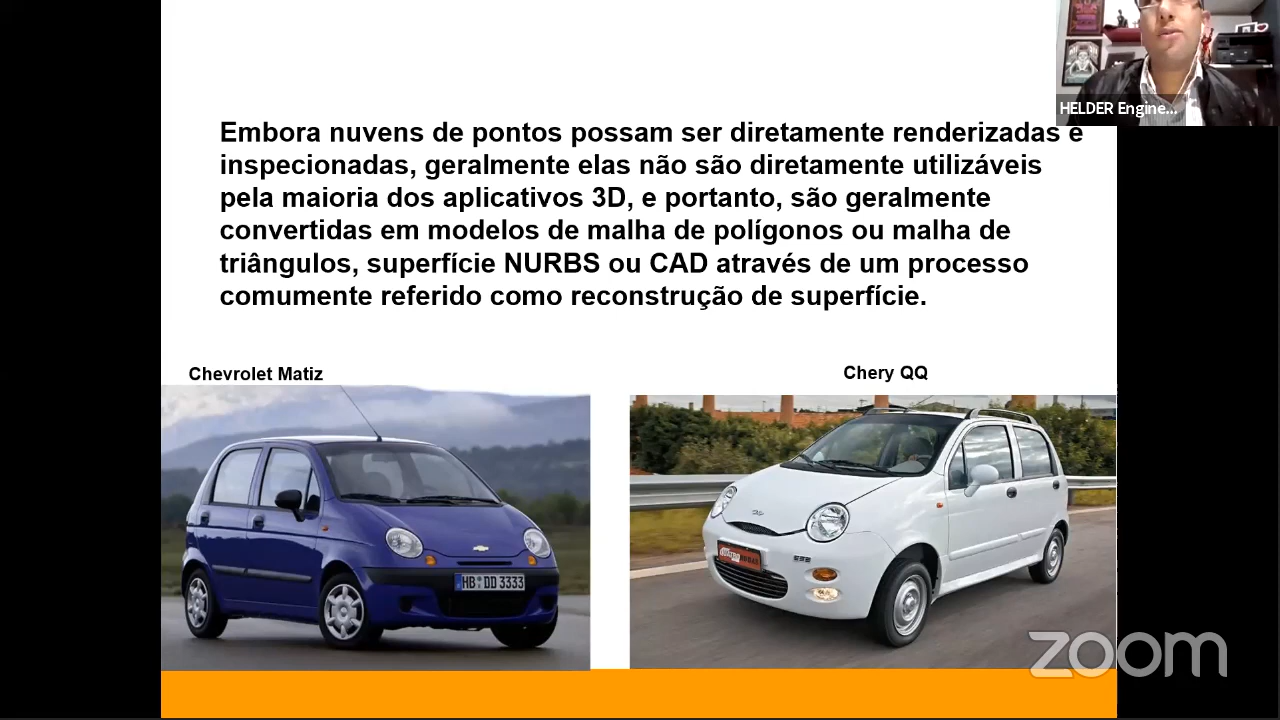 HELDER Engine...
Embora nuvens de pontos possam ser diretamente renderizadas e
inspecionadas, geralmente elas não são diretamente utilizáveis
pela maioria dos aplicativos 3D, e portanto, são geralmente
convertidas em modelos de malha de polígonos ou malha de
triângulos, superfície NURBS ou CAD através de um processo
comumente referido como reconstrução de superfície.
Chevrolet Matiz
Chery QQ
HB DD 3333
zoom